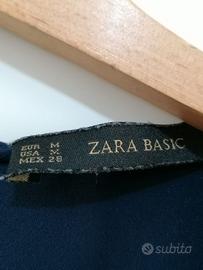 EUR M
USA M
MEX 28
ZARA BASIC
subito